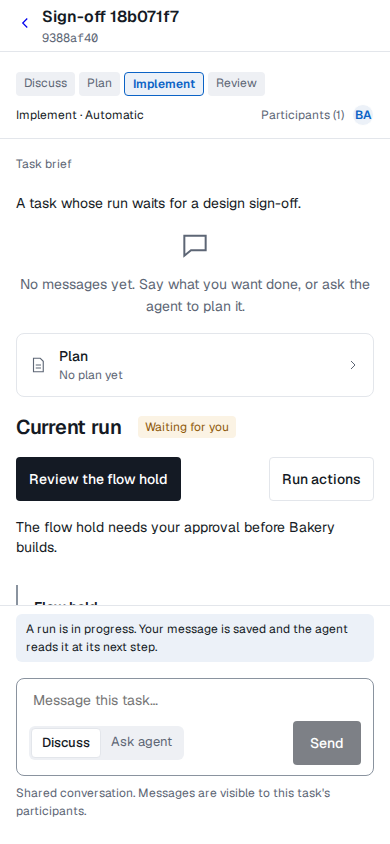 Sign-off 18b071f7
9388af40
Discuss
Plan
Implement
Review
Implement · Automatic
Participants (1)
BA
Task brief
A task whose run waits for a design sign-off.
No messages yet. Say what you want done, or ask the
agent to plan it.
Plan
No plan yet
Current run
Waiting for you
Review the flow hold
Run actions
The flow hold needs your approval before Bakery
builds.
Flow hold
A run is in progress. Your message is saved and the agent
reads it at its next step.
Message this task…
Discuss
Ask agent
Send
Shared conversation. Messages are visible to this task's
participants.